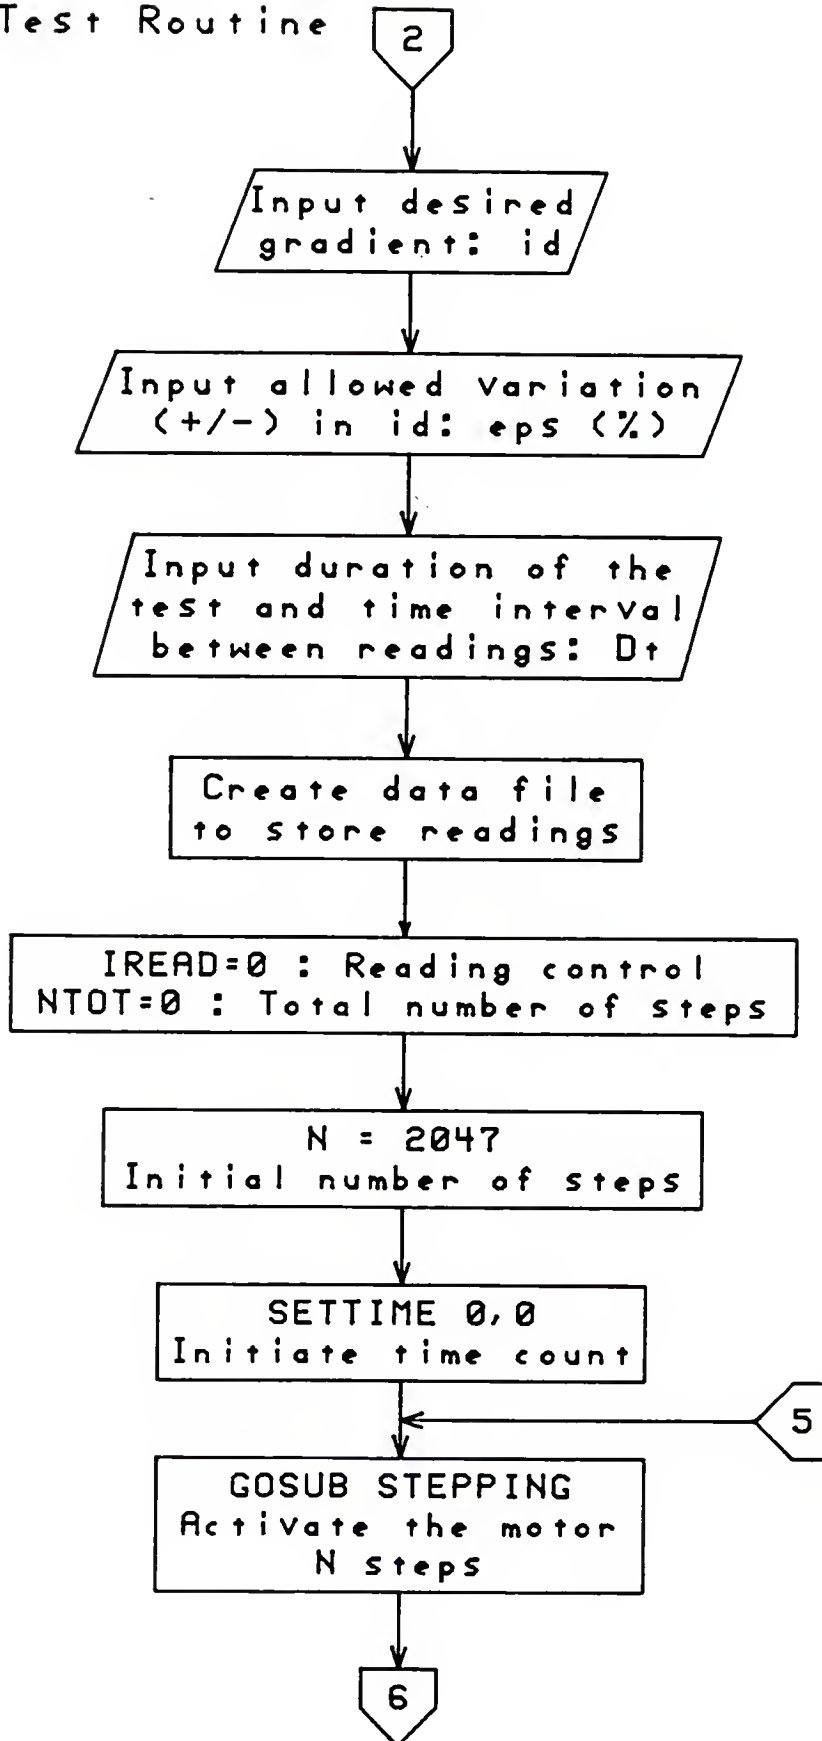 Test Routine
2
Input desired
gradient: id
Input allowed variation
(+/-) in id: eps (%)
Input duration of the
test and time interval
between readings: Dt
Create data file
to store readings
IREAD=0 : Reading control
NTOT=0 : Total number of steps
N = 2047
Initial number of steps
SETTIME 0,0
Initiate time count
5
GOSUB STEPPING
Activate the motor
N steps
6